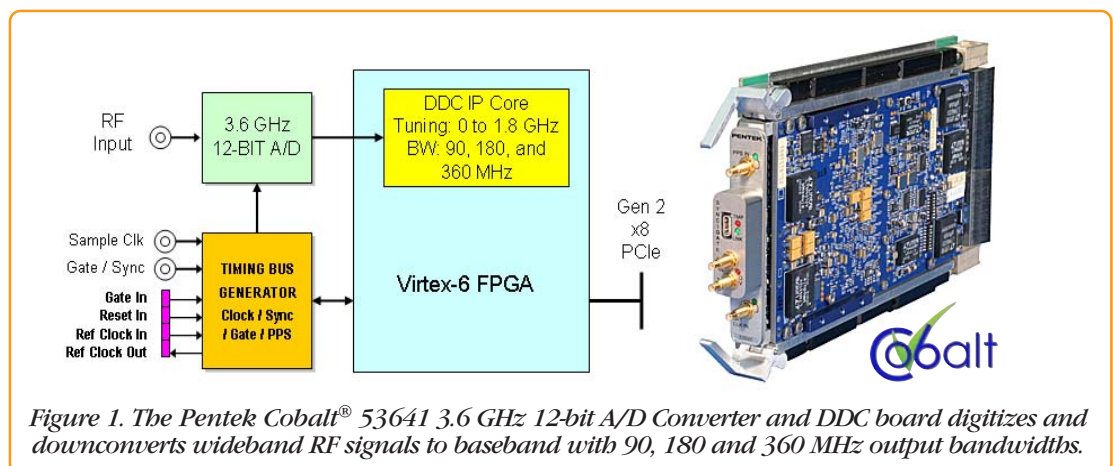 RF
Input
3.6 GHz
12-BIT A/D
DDC IP Core
Tuning: 0 to 1.8 GHz
BW: 90, 180, and
360 MHz
Sample Clk
Gate / Sync
Gate In
Reset In
Ref Clock In
Ref Clock Out
TIMING BUS
GENERATOR
Clock / Sync
/ Gate / PPS
Virtex-6 FPGA
Gen 2
x8
PCIe
PENTEK
PPS IN
Cobalt
Figure 1. The Pentek Cobalt® 53641 3.6 GHz 12-bit A/D Converter and DDC board digitizes and
downconverts wideband RF signals to baseband with 90, 180 and 360 MHz output bandwidths.